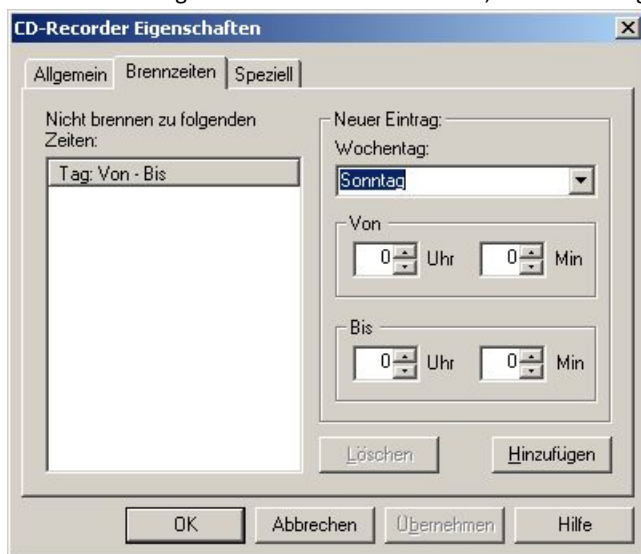 CD-Recorder Eigenschaften
Allgemein Brennzeiten Speziell
Nicht brennen zu folgenden
Zeiten:
Tag: Von - Bis
Neuer Eintrag:
Wochentag:
Sonntag
Von
0 Uhr 0 Min
Bis
0 Uhr 0 Min
Löschen Hinzufügen
OK Abbrechen Übernehmen Hilfe